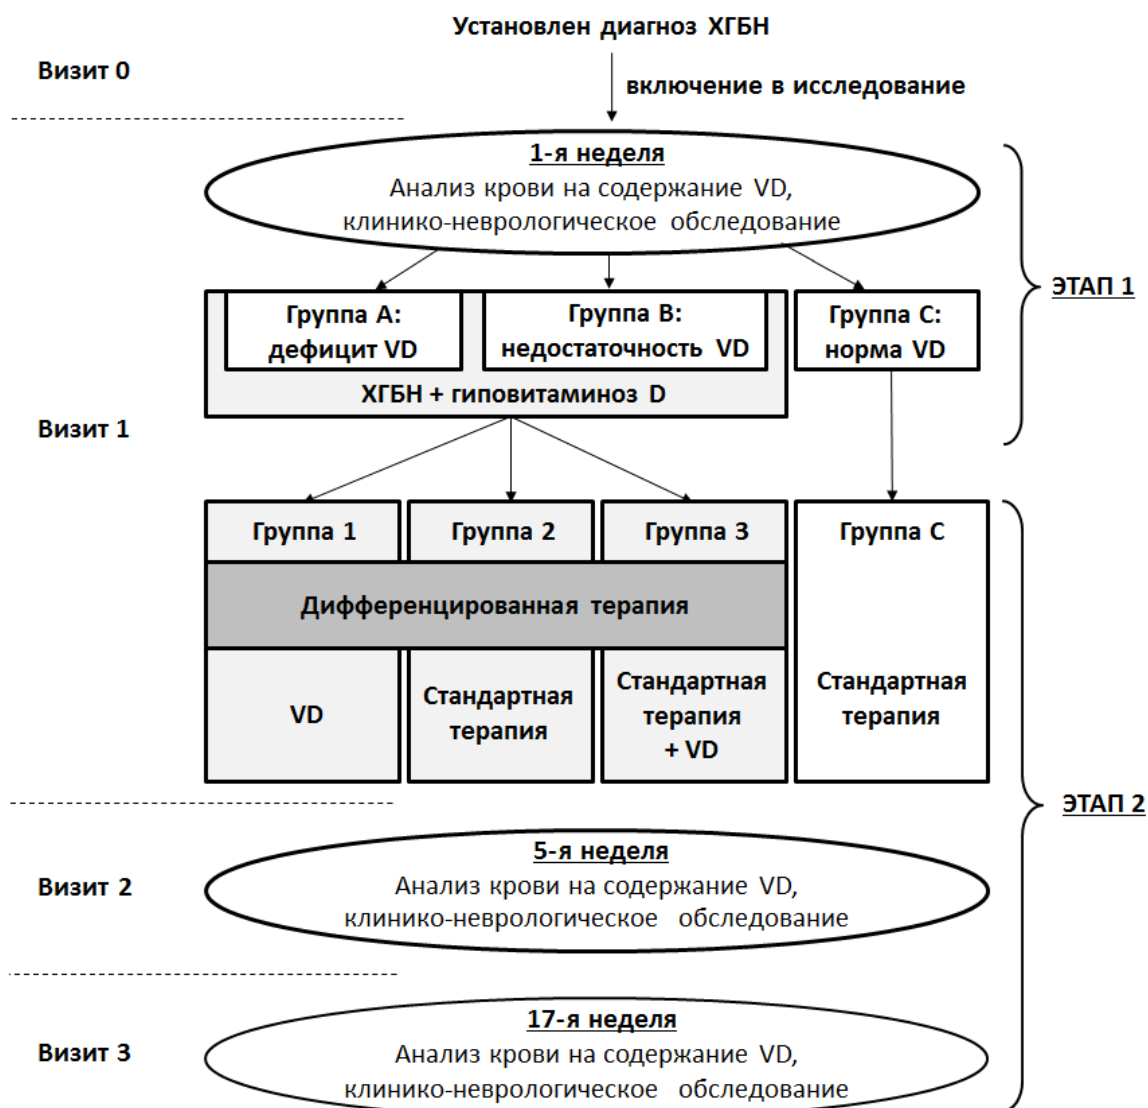 Установлен диагноз ХГБН
Визит 0
включение в исследование
1-я неделя
Анализ крови на содержание VD,
клинико-неврологическое обследование
ЭТАП 1
Группа А:
дефицит VD
Группа В:
недостаточность VD
Группа С:
норма VD
ХГБН + гиповитаминоз D
Визит 1
Группа 1
Группа 2
Группа 3
Группа С
Дифференцированная терапия
VD
Стандартная
терапия
Стандартная
терапия
+ VD
Стандартная
терапия
ЭТАП 2
5-я неделя
Визит 2
Анализ крови на содержание VD,
клинико-неврологическое обследование
17-я неделя
Визит 3
Анализ крови на содержание VD,
клинико-неврологическое обследование